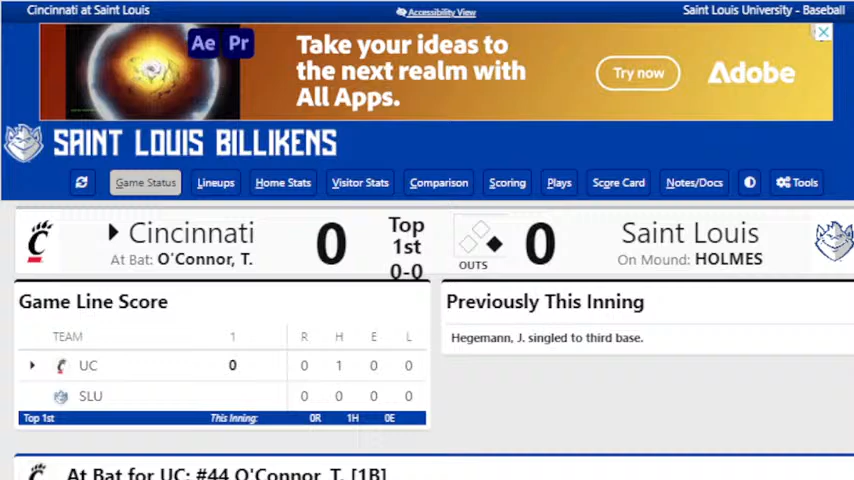 Cincinnati at Saint Louis
Accessibility View
Saint Louis University - Baseball
Ae Pr
Take your ideas to
the next realm with
All Apps.
Try now
Adobe
SAINT LOUIS BILLIKENS
Game Status
Lineups
Home Stats
Visitor Stats
Comparison
Scoring
Plays
Score Card
Notes/Docs
Tools
Cincinnati
At Bat: O'Connor, T.
0
Top
1st
0-0
OUTS
0
Saint Louis
On Mound: HOLMES
Game Line Score
TEAM 1 R H E L
UC 0 0 1 0 0
SLU 0 0 0 0
Top 1st This Inning: 0R 1H 0E
Previously This Inning
Hegemann, J. singled to third base.
At Bat for UC: #44 O'Connor, T. [1B]